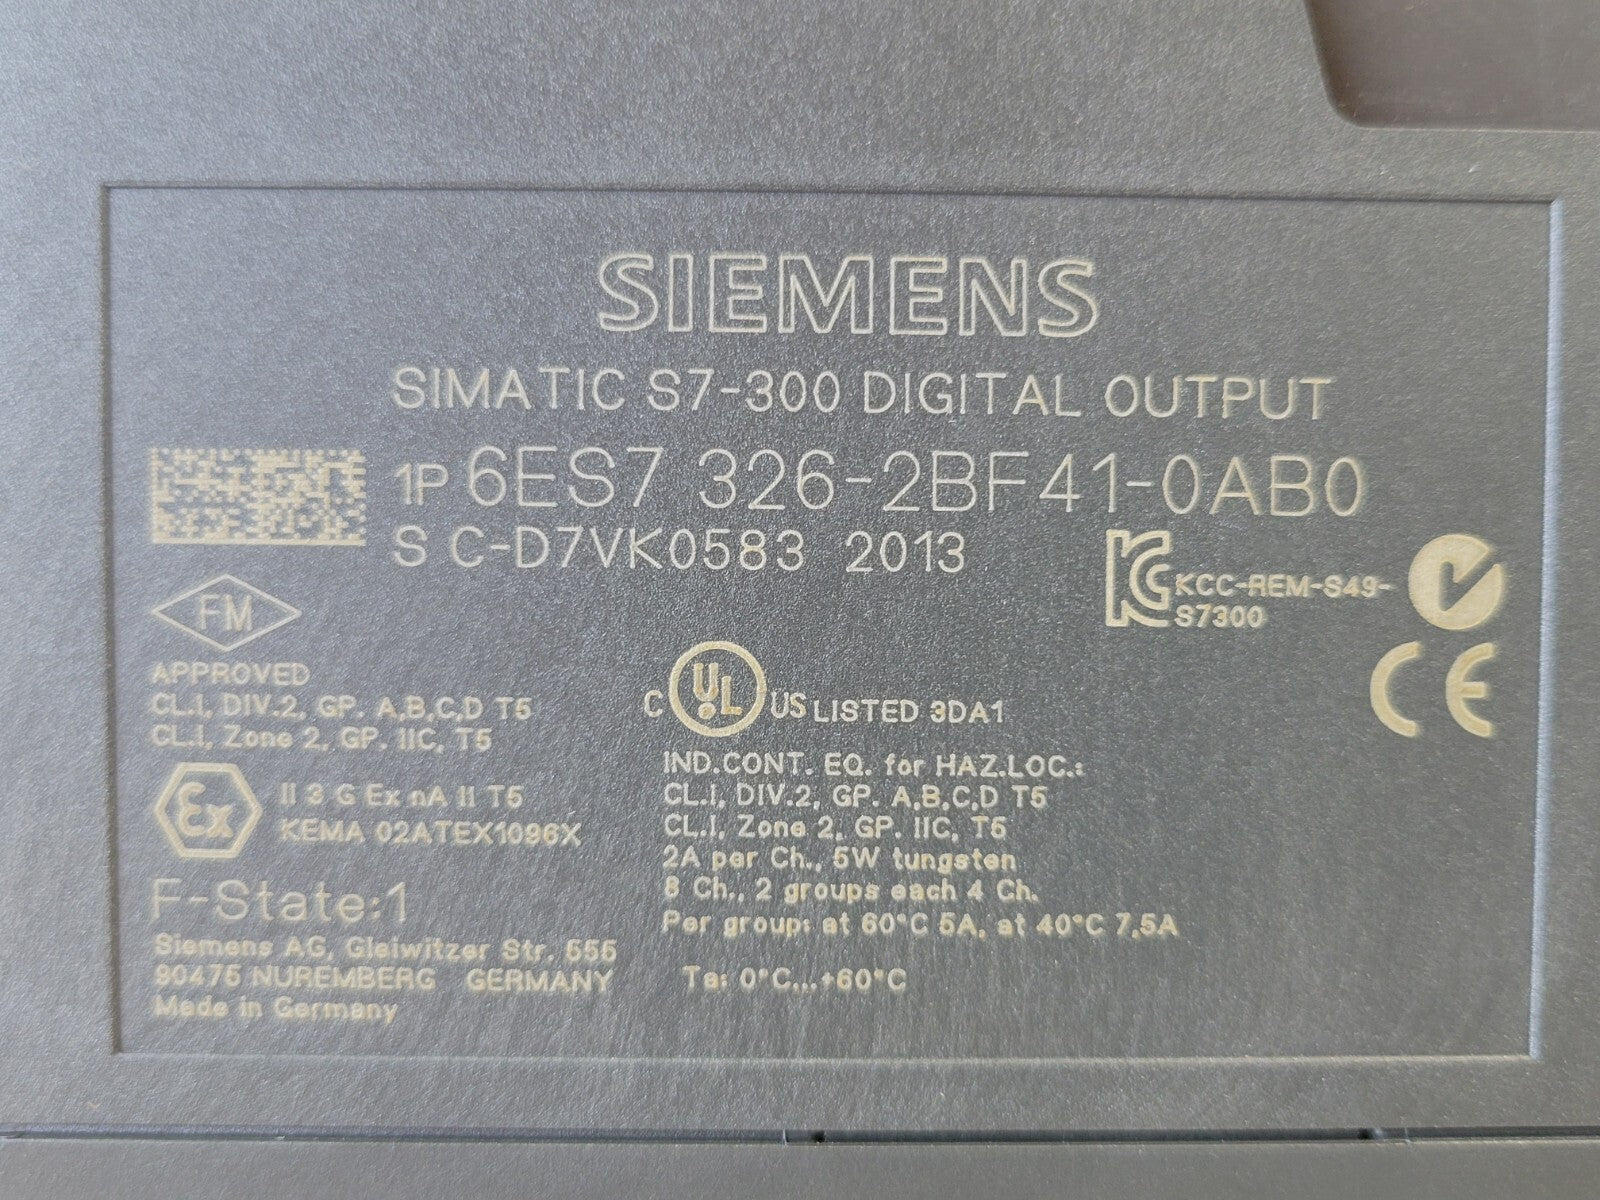 SIEMENS
SIMATIC S7-300 DIGITAL OUTPUT
1P 6ES7 326-2BF41-0AB0
S C-D7VK0583 2013
KCC-REM-S49-
S7300
FM
APPROVED
CL.I, DIV.2, GP. A,B,C,D T5
CL.I, Zone 2, GP. IIC, T5
Ex II 3 G Ex nA II T5
KEMA 02ATEX1096X
F-State:1
Siemens AG, Gleiwitzer Str. 555
90475 NUREMBERG GERMANY
Made in Germany
C UL US LISTED 3DA1
IND.CONT. EQ. for HAZ.LOC.:
CL.I, DIV.2, GP. A,B,C,D T5
CL.I, Zone 2, GP. IIC, T5
2A per Ch., 5W tungsten
8 Ch., 2 groups each 4 Ch.
Per group: at 60°C 5A, at 40°C 7,5A
Ta: 0°C...+60°C
CE